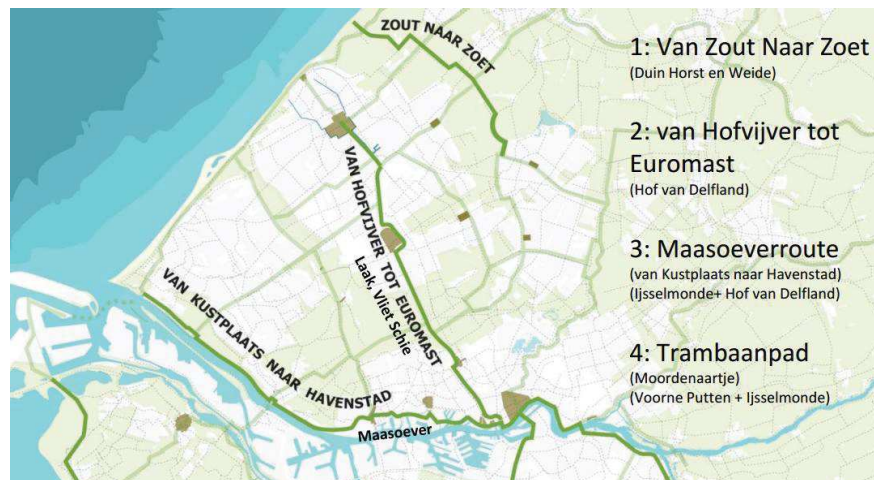 ZOUT NAAR ZOET
VAN HOFVIJVER TOT EUROMAST
Laak, Vliet Schie
VAN KUSTPLAATS NAAR HAVENSTAD
Maasoever
1: Van Zout Naar Zoet
(Duin Horst en Weide)
2: van Hofvijver tot
Euromast
(Hof van Delfland)
3: Maasoeverroute
(van Kustplaats naar Havenstad)
(Ijsselmonde+ Hof van Delfland)
4: Trambaanpad
(Moordenaartje)
(Voorne Putten + Ijsselmonde)